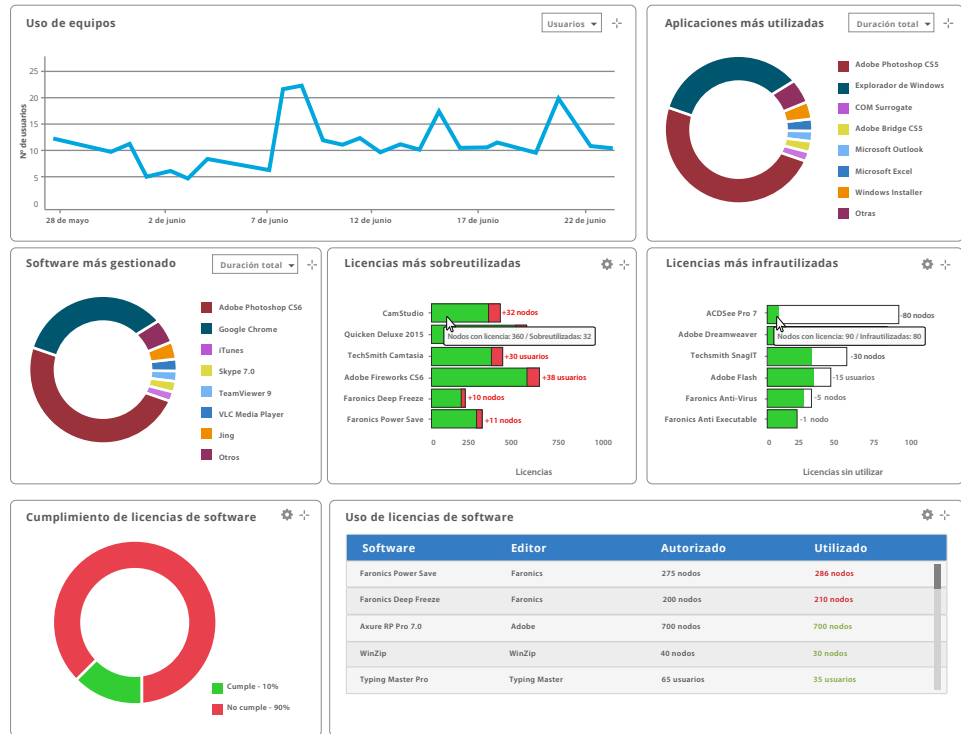 Uso de equipos
Usuarios
Nº de usuarios
25
20
15
10
5
0
28 de mayo
2 de junio
7 de junio
12 de junio
17 de junio
22 de junio
Aplicaciones más utilizadas
Duración total
Adobe Photoshop CS5
Explorador de Windows
COM Surrogate
Adobe Bridge CS5
Microsoft Outlook
Microsoft Excel
Windows Installer
Otras
Software más gestionado
Duración total
Adobe Photoshop CS6
Google Chrome
iTunes
Skype 7.0
TeamViewer 9
VLC Media Player
Jing
Otros
Licencias más sobreutilizadas
CamStudio
+32 nodos
Quicken Deluxe 2015
Nodos con licencia: 360 / Sobreutilizadas: 32
TechSmith Camtasia
+30 usuarios
Adobe Fireworks CS6
+38 usuarios
Faronics Deep Freeze
+10 nodos
Faronics Power Save
+11 nodos
0
250
500
750
1000
Licencias
Licencias más infrautilizadas
ACDSee Pro 7
-80 nodos
Adobe Dreamweaver
Nodos con licencia: 90 / Infrautilizadas: 80
Techsmith SnagIT
-30 nodos
Adobe Flash
-15 usuarios
Faronics Anti-Virus
-5 nodos
Faronics Anti Executable
-1 nodo
0
25
50
75
100
Licencias sin utilizar
Cumplimiento de licencias de software
Cumple - 10%
No cumple - 90%
Uso de licencias de software
Software Editor Autorizado Utilizado
Faronics Power Save Faronics 275 nodos 286 nodos
Faronics Deep Freeze Faronics 200 nodos 210 nodos
Axure RP Pro 7.0 Adobe 700 nodos 700 nodos
WinZip WinZip 40 nodos 30 nodos
Typing Master Pro Typing Master 65 usuarios 35 usuarios